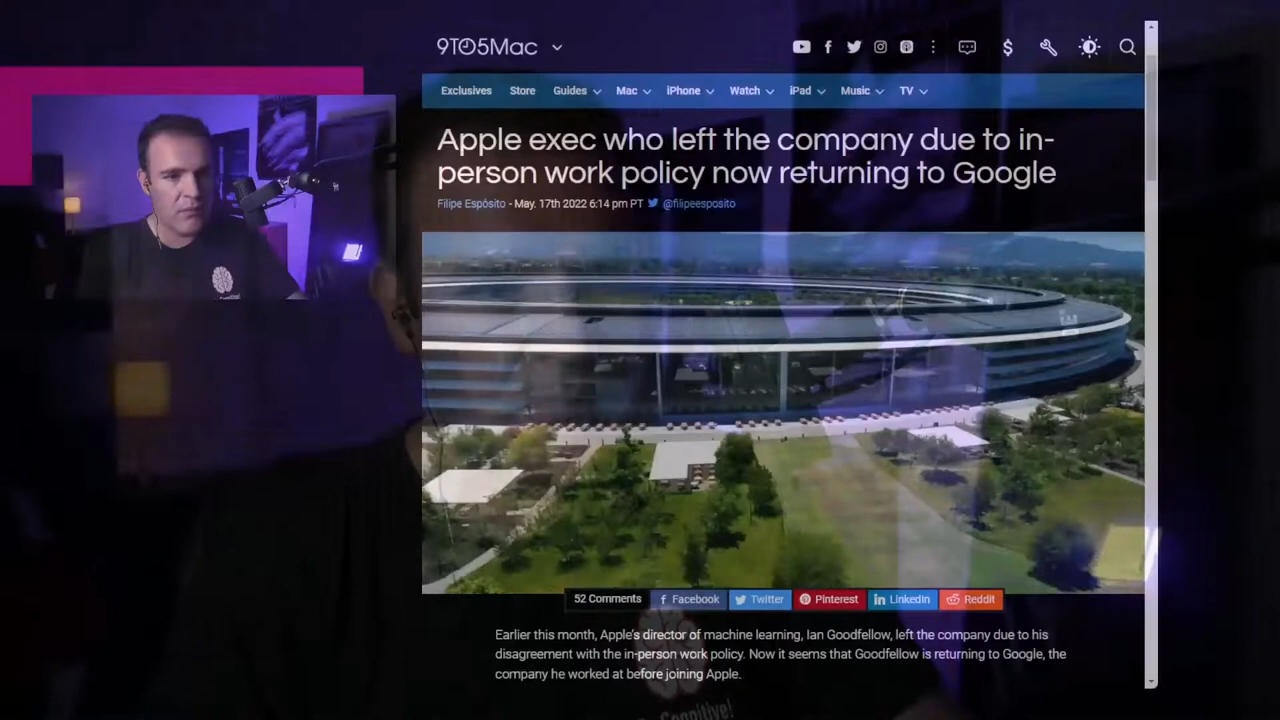 9TO5Mac
Exclusives Store Guides Mac iPhone Watch iPad Music TV
Apple exec who left the company due to in-
person work policy now returning to Google
Filipe Espósito - May. 17th 2022 6:14 pm PT @filipeesposito
52 Comments Facebook Twitter Pinterest LinkedIn Reddit
Earlier this month, Apple's director of machine learning, Ian Goodfellow, left the company due to his
disagreement with the in-person work policy. Now it seems that Goodfellow is returning to Google, the
company he worked at before joining Apple.
Cognitive!